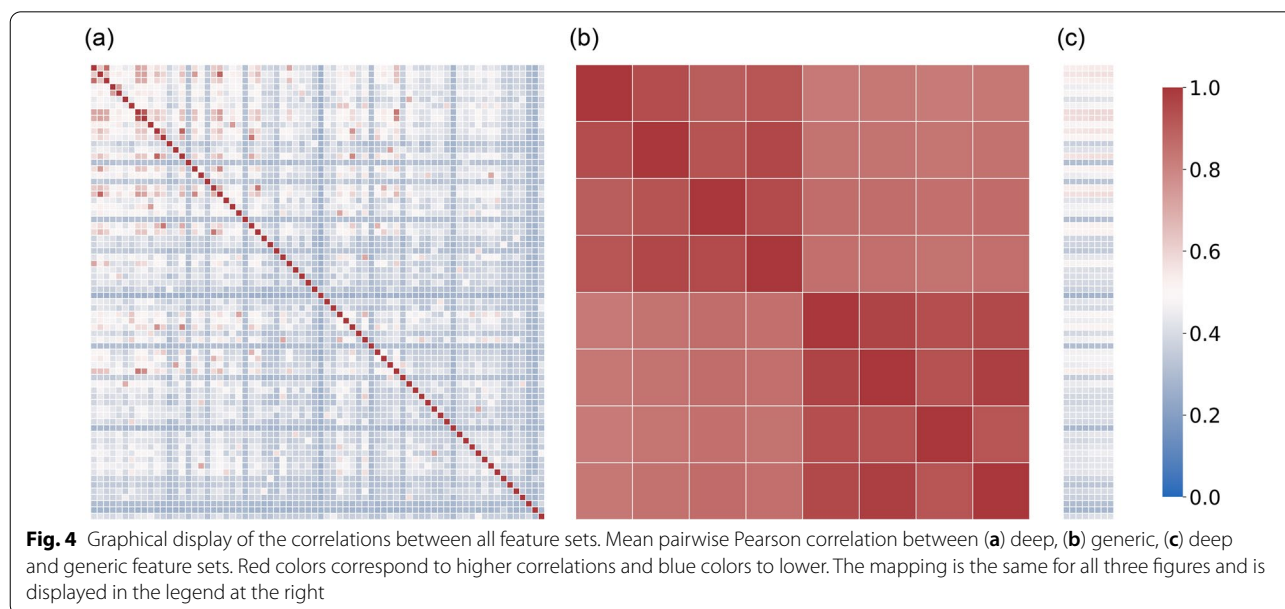 (a)
(b)
(c)
1.0
0.8
0.6
0.4
0.2
0.0
Fig. 4 Graphical display of the correlations between all feature sets. Mean pairwise Pearson correlation between (a) deep, (b) generic, (c) deep
and generic feature sets. Red colors correspond to higher correlations and blue colors to lower. The mapping is the same for all three figures and is
displayed in the legend at the right